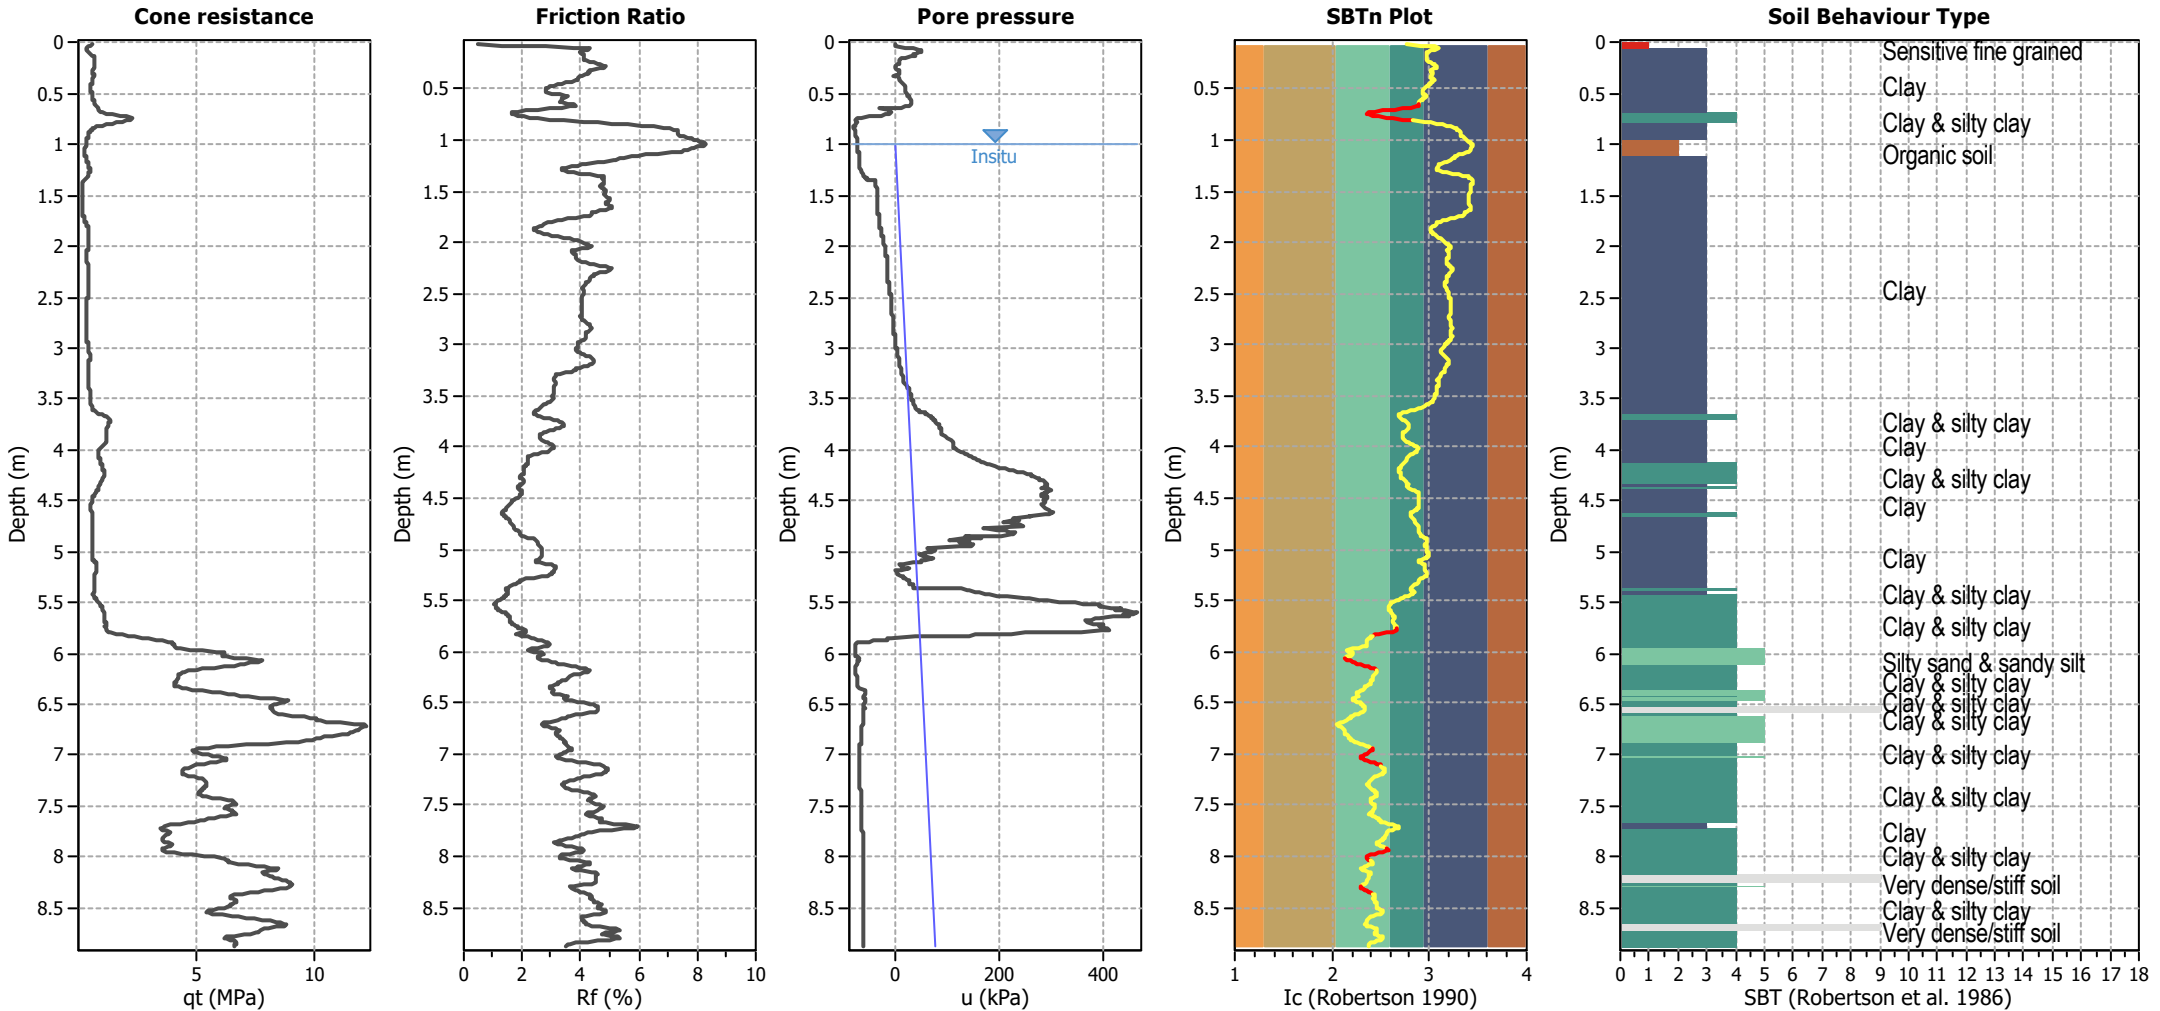 Cone resistance
0
0.5
1
1.5
2
2.5
3
3.5
4
4.5
5
5.5
6
6.5
7
7.5
8
8.5
Depth (m)
5 10
qt (MPa)
Friction Ratio
0.5
1
1.5
2
2.5
3
3.5
4
4.5
5
5.5
6
6.5
7
7.5
8
8.5
Depth (m)
0 2 4 6 8 10
Rf (%)
Pore pressure
0
0.5
1
1.5
2
2.5
3
3.5
4
4.5
5
5.5
6
6.5
7
7.5
8
8.5
Depth (m)
Insitu
0 200 400
u (kPa)
SBTn Plot
0.5
1
1.5
2
2.5
3
3.5
4
4.5
5
5.5
6
6.5
7
7.5
8
8.5
Depth (m)
1 2 3 4
Ic (Robertson 1990)
Soil Behaviour Type
0
0.5
1
1.5
2
2.5
3
3.5
4
4.5
5
5.5
6
6.5
7
7.5
8
8.5
Depth (m)
Sensitive fine grained
Clay
Clay & silty clay
Organic soil
Clay
Clay & silty clay
Clay
Clay & silty clay
Clay
Clay
Clay & silty clay
Clay & silty clay
Silty sand & sandy silt
Clay & silty clay
Clay & silty clay
Clay & silty clay
Clay & silty clay
Clay & silty clay
Clay
Clay & silty clay
Very dense/stiff soil
Clay & silty clay
Very dense/stiff soil
0 1 2 3 4 5 6 7 8 9 10 11 12 13 14 15 16 17 18
SBT (Robertson et al. 1986)